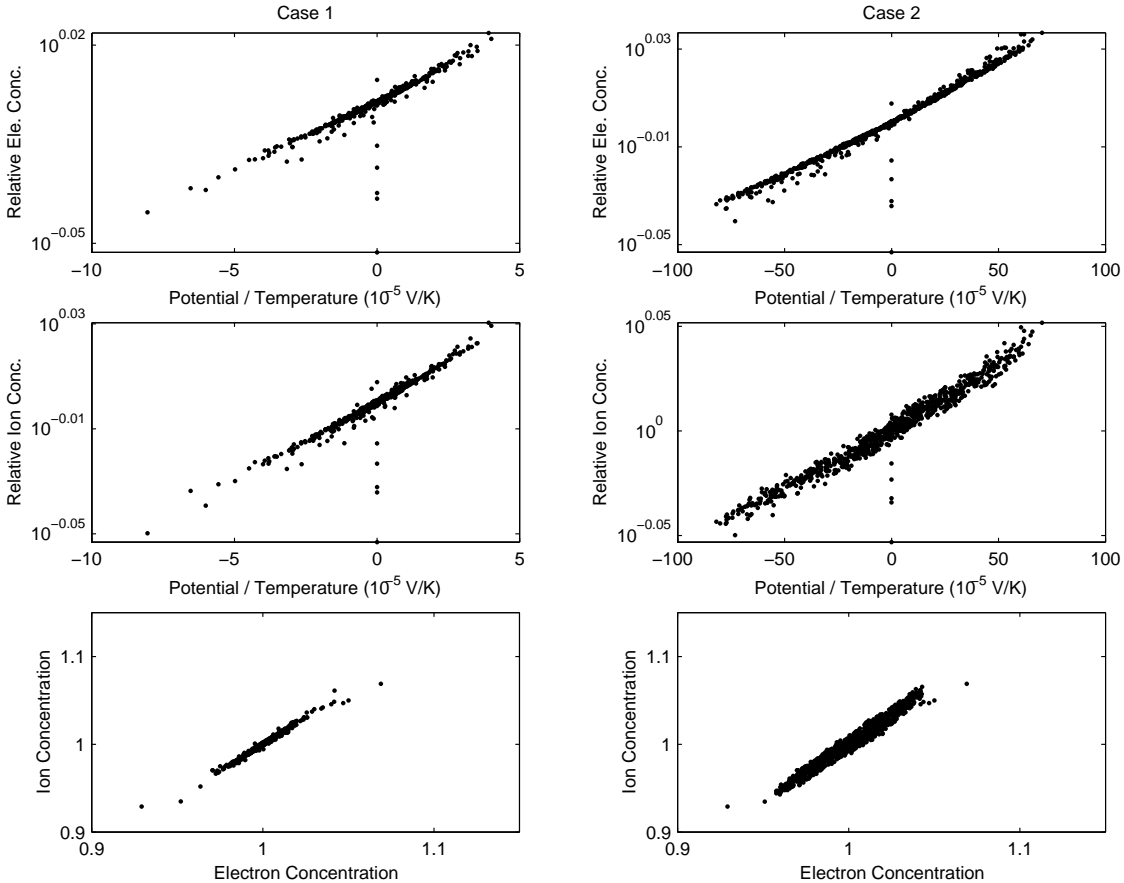 Case 1
10^0.02
10^−0.05
Relative Ele. Conc.
−10 −5 0 5
Potential / Temperature (10^-5 V/K)
Case 2
10^0.03
10^−0.01
10^−0.05
Relative Ele. Conc.
−100 −50 0 50 100
Potential / Temperature (10^-5 V/K)
10^0.03
10^−0.01
10^−0.05
Relative Ion Conc.
−10 −5 0 5
Potential / Temperature (10^-5 V/K)
10^0.05
10^0
10^−0.05
Relative Ion Conc.
−100 −50 0 50 100
Potential / Temperature (10^-5 V/K)
1.1
1
0.9
Ion Concentration
0.9 1 1.1
Electron Concentration
1.1
1
0.9
Ion Concentration
0.9 1 1.1
Electron Concentration